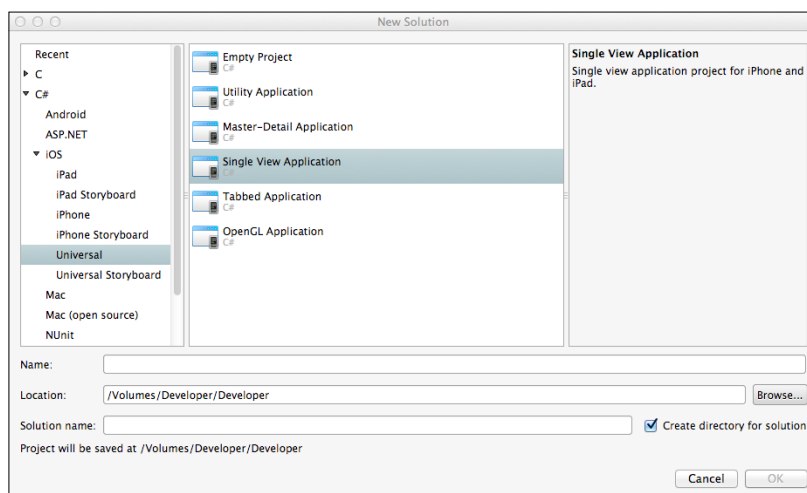 New Solution
Recent
C
C#
Android
ASP.NET
iOS
iPad
iPad Storyboard
iPhone
iPhone Storyboard
Universal
Universal Storyboard
Mac
Mac (open source)
NUnit
Empty Project
C#
Utility Application
C#
Master-Detail Application
C#
Single View Application
C#
Tabbed Application
C#
OpenGL Application
C#
Single View Application
Single view application project for iPhone and
iPad.
Name:
Location: /Volumes/Developer/Developer Browse...
Solution name: Create directory for solution
Project will be saved at /Volumes/Developer/Developer
Cancel OK